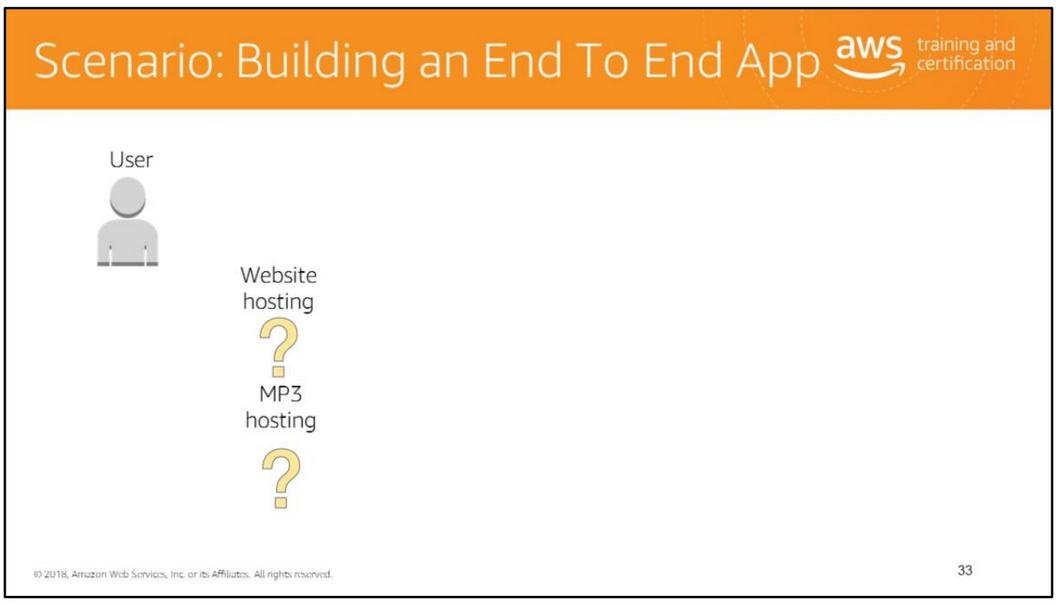 Scenario: Building an End To End App
aws training and
certification
User
Website
hosting
?
MP3
hosting
?
© 2018, Amazon Web Services, Inc. or its Affiliates. All rights reserved.
33